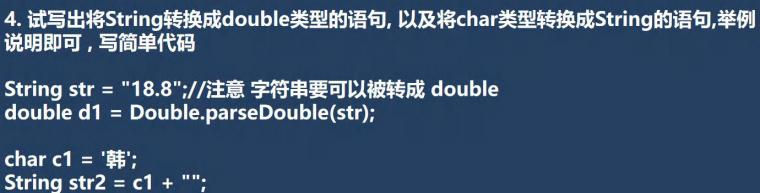 4. 试写出将String转换成double类型的语句, 以及将char类型转换成String的语句,举例
说明即可，写简单代码
String str = "18.8";//注意 字符串要可以被转成 double
double d1 = Double.parseDouble(str);
char c1 = '韩';
String str2 = c1 + "";